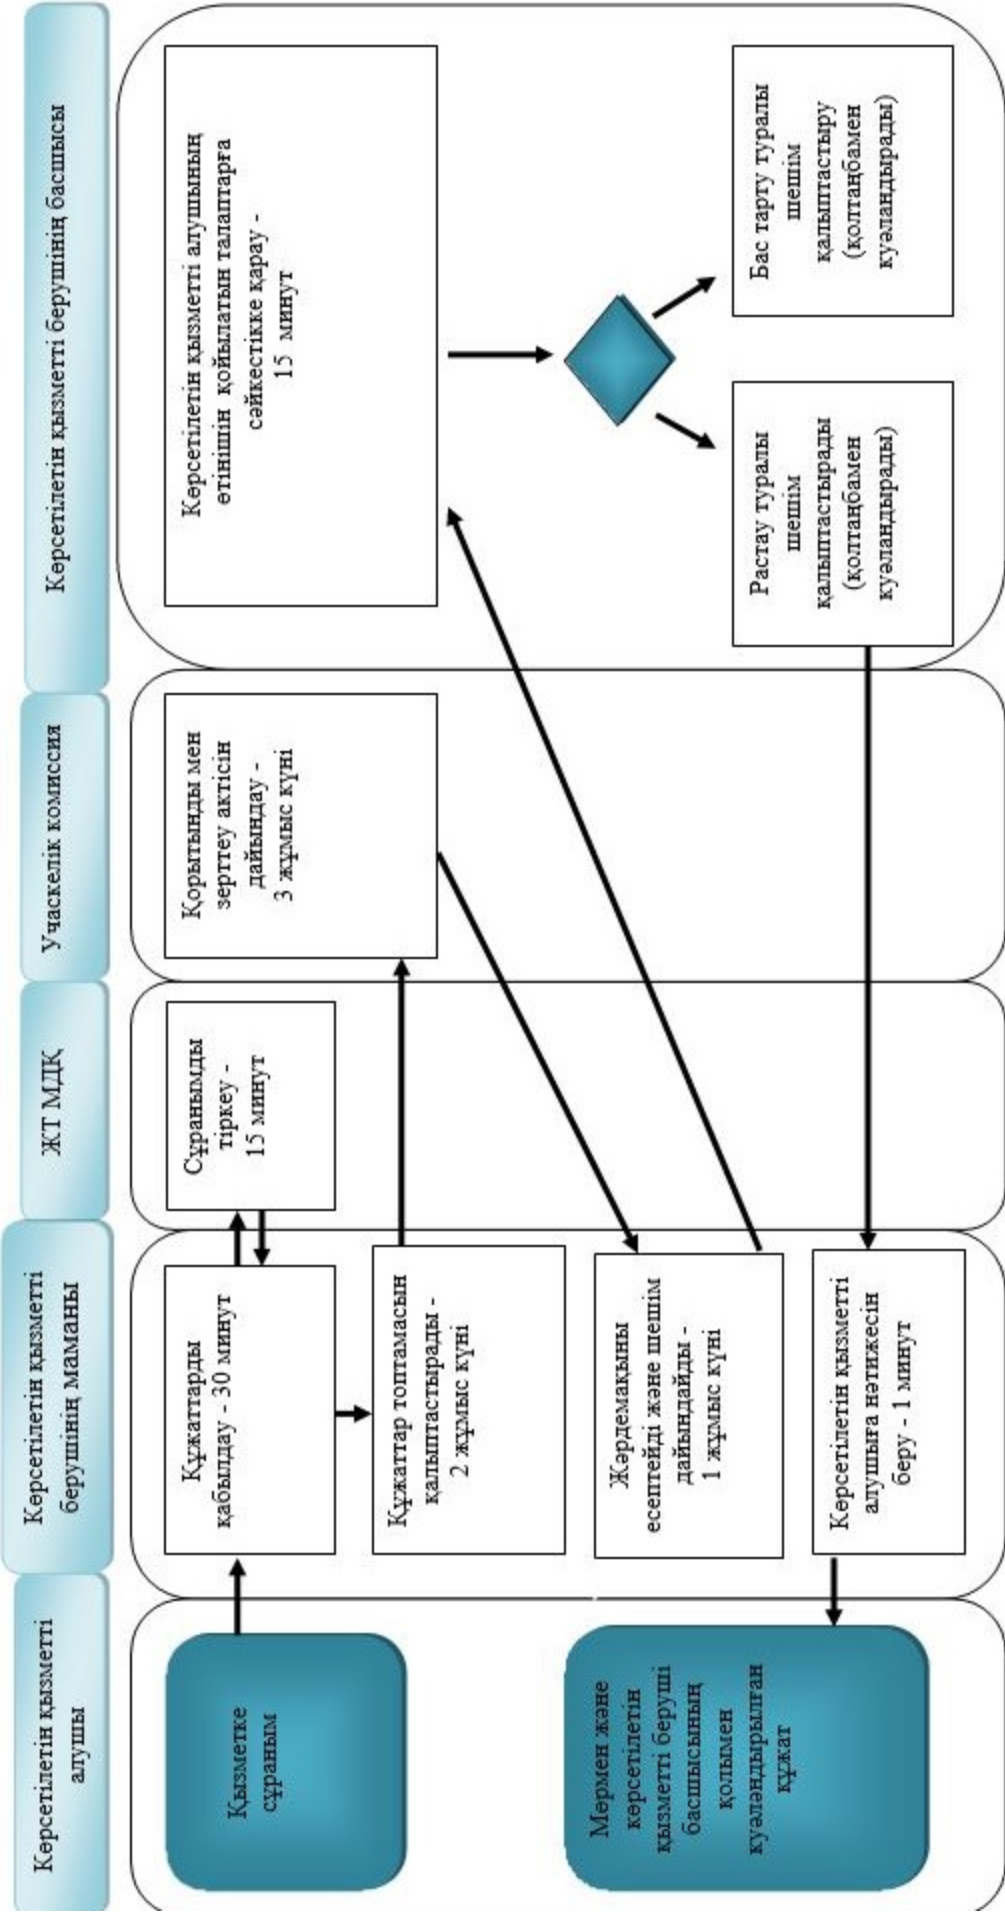 Көрсетілетін қызметті
алушы
Көрсетілетін қызметті
берушінің маманы
ЖТ МДҚ
Учаскелік комиссия
Көрсетілетін қызметті берушінің басшысы
Қызметке
сұраным
Мөрмен және
көрсетілетін
қызметті беруші
басшысының
қолымен
куәландырылған
құжат
Құжаттарды
қабылдау - 30 минут
Құжаттар топтамасын
қалыптастырады -
2 жұмыс күні
Жәрдемақыны
есептейді және шешім
дайындайды -
1 жұмыс күні
Көрсетілетін қызметті
алушыға нәтижесін
беру - 1 минут
Сұранымды
тіркеу -
15 минут
Қорытынды мен
зерттеу актісін
дайындау -
3 жұмыс күні
Көрсетілетін қызметті алушының
өтінішін қойылатын талаптарға
сәйкестікке қарау -
15 минут
Растау туралы
шешім
қалыптастырады
(қолтаңбамен
куәландырады)
Бас тарту туралы
шешім
қалыптастыру
(қолтаңбамен
куәландырады)